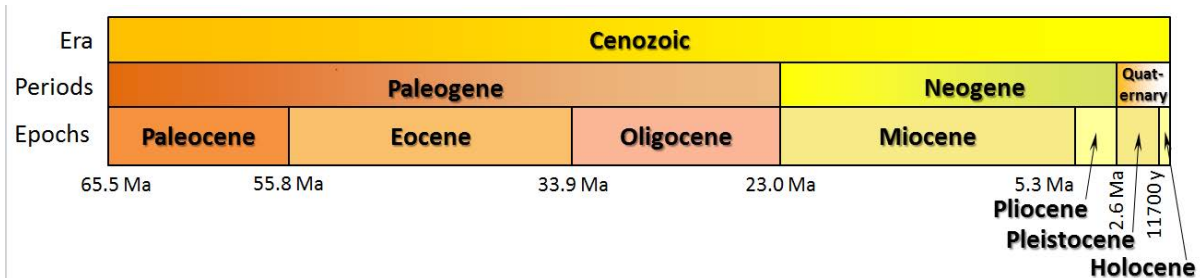 Era
Cenozoic
Periods
Paleogene
Neogene
Quat-
ernary
Epochs
Paleocene
Eocene
Oligocene
Miocene
65.5 Ma
55.8 Ma
33.9 Ma
23.0 Ma
5.3 Ma
2.6 Ma
11700 y
Pliocene
Pleistocene
Holocene